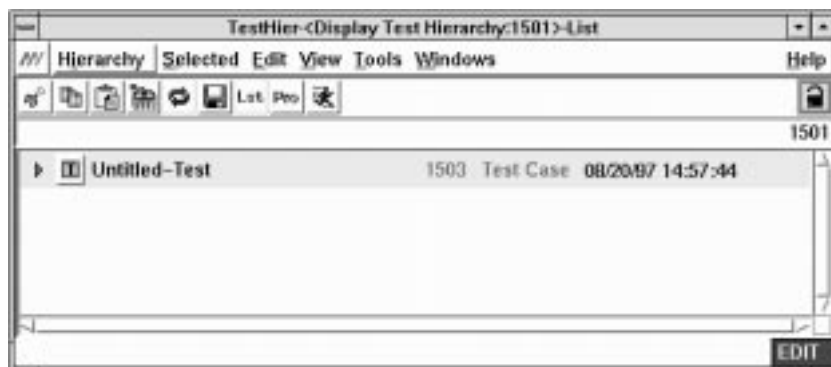 TestHier-<Display Test Hierarchy:1501>-List
Hierarchy Selected Edit View Tools Windows Help
Lst Pro
1501
Untitled-Test 1503 Test Case 08/20/97 14:57:44
EDIT